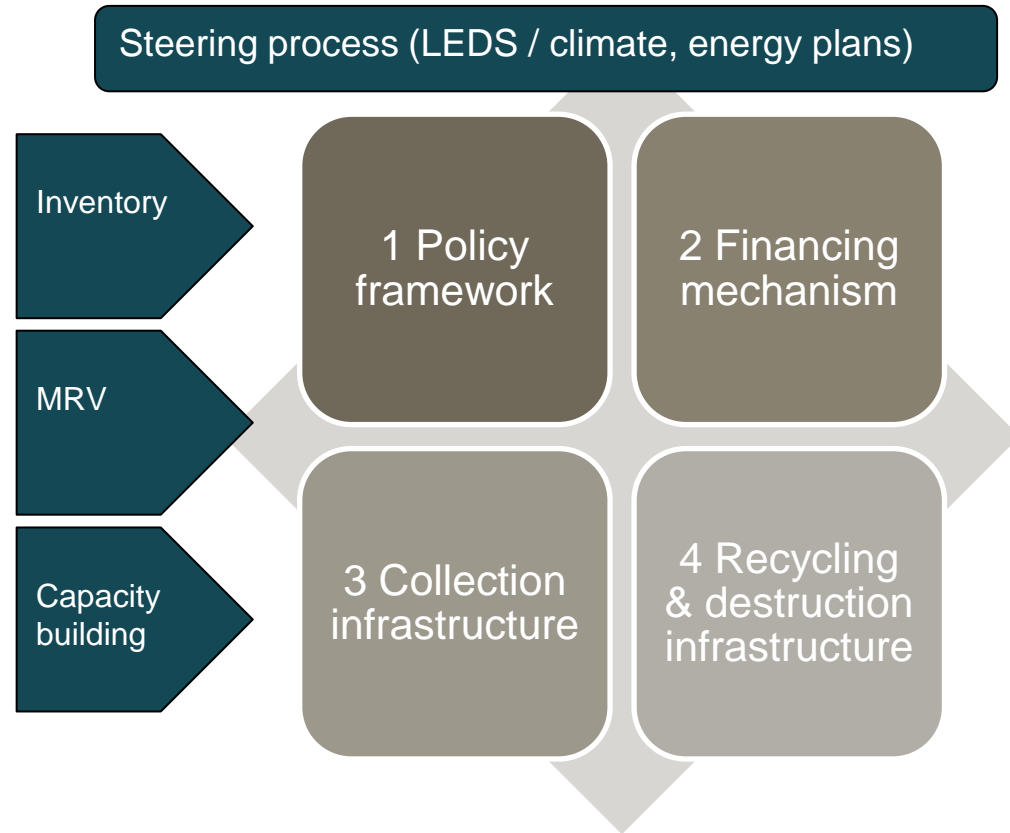 Steering process (LEDS / climate, energy plans)
Inventory
MRV
Capacity
building
1 Policy
framework
2 Financing
mechanism
3 Collection
infrastructure
4 Recycling
& destruction
infrastructure